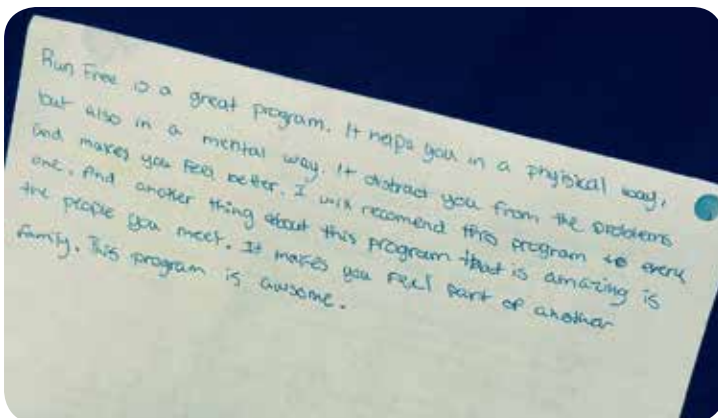 Run Free is a great program. It helps you in a phyisical way,
but also in a mental way. It distract you from the problems
and makes you feel better. I will recomend this program to every
one. And another thing about this program that is amazing is
the people you meet. It makes you feel part of another
family. This program is awsome.